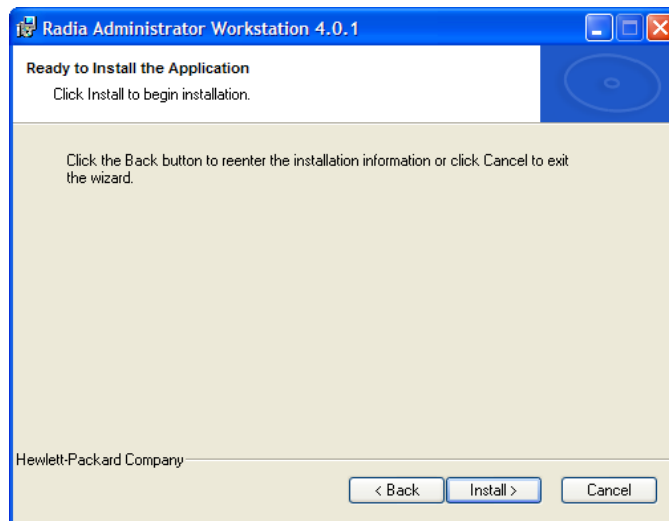 Radia Administrator Workstation 4.0.1
Ready to Install the Application
Click Install to begin installation.
Click the Back button to reenter the installation information or click Cancel to exit
the wizard.
Hewlett-Packard Company
< Back
Install >
Cancel